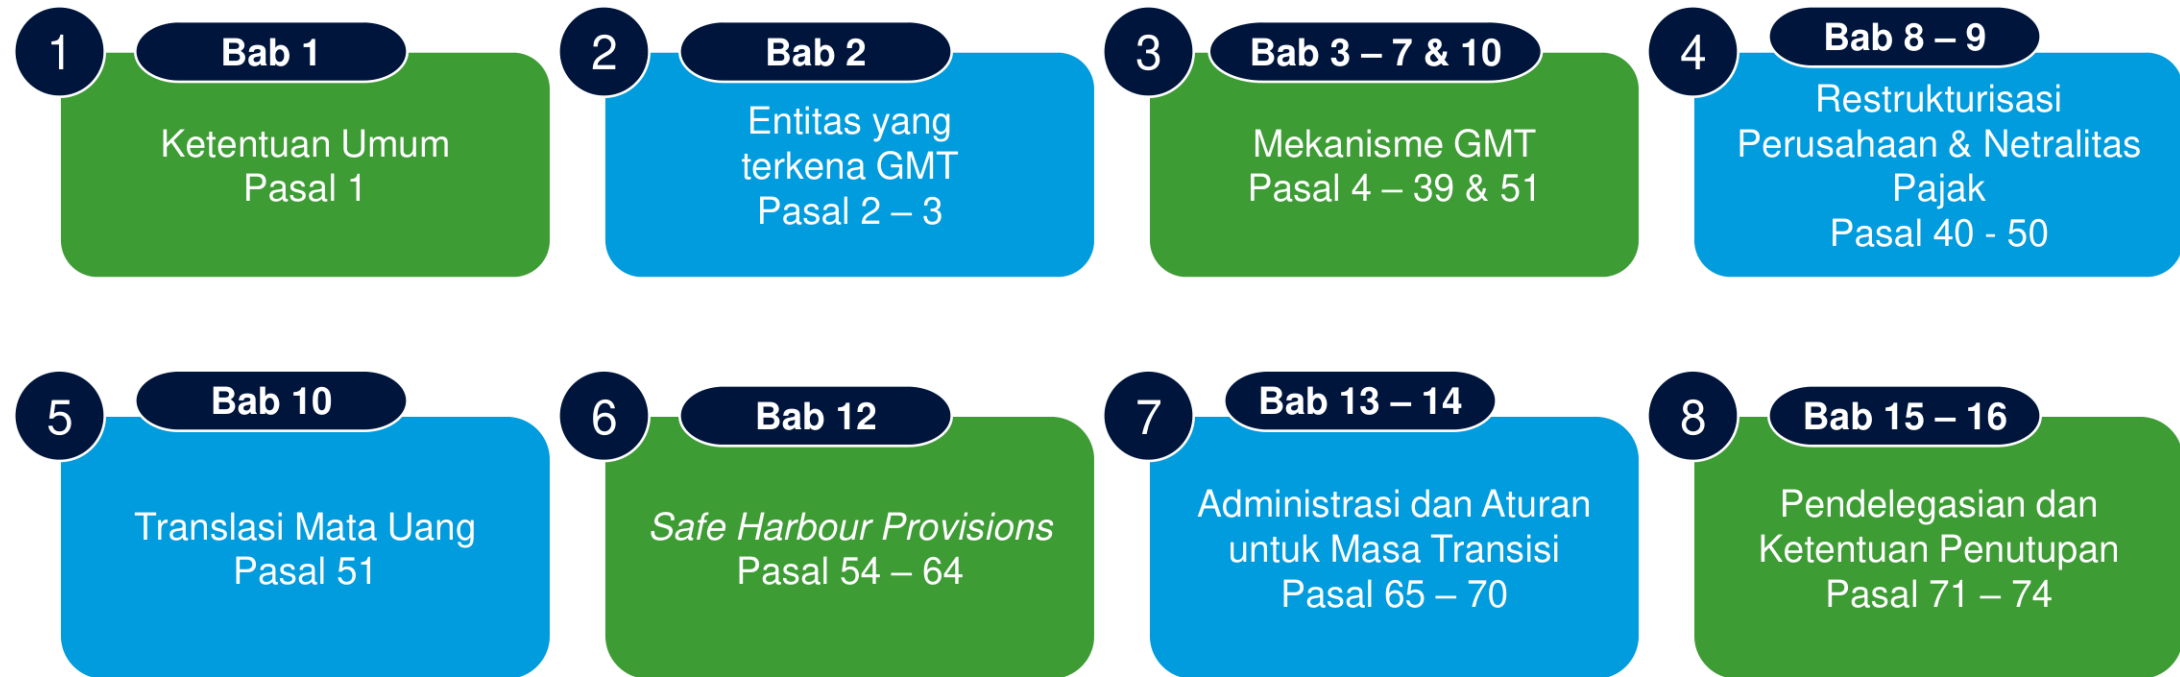 1
Bab 1
Ketentuan Umum
Pasal 1
2
Bab 2
Entitas yang
terkena GMT
Pasal 2 – 3
3
Bab 3 – 7 & 10
Mekanisme GMT
Pasal 4 – 39 & 51
4
Bab 8 – 9
Restrukturisasi
Perusahaan & Netralitas
Pajak
Pasal 40 - 50
5
Bab 10
Translasi Mata Uang
Pasal 51
6
Bab 12
Safe Harbour Provisions
Pasal 54 – 64
7
Bab 13 – 14
Administrasi dan Aturan
untuk Masa Transisi
Pasal 65 – 70
8
Bab 15 – 16
Pendelegasian dan
Ketentuan Penutupan
Pasal 71 – 74